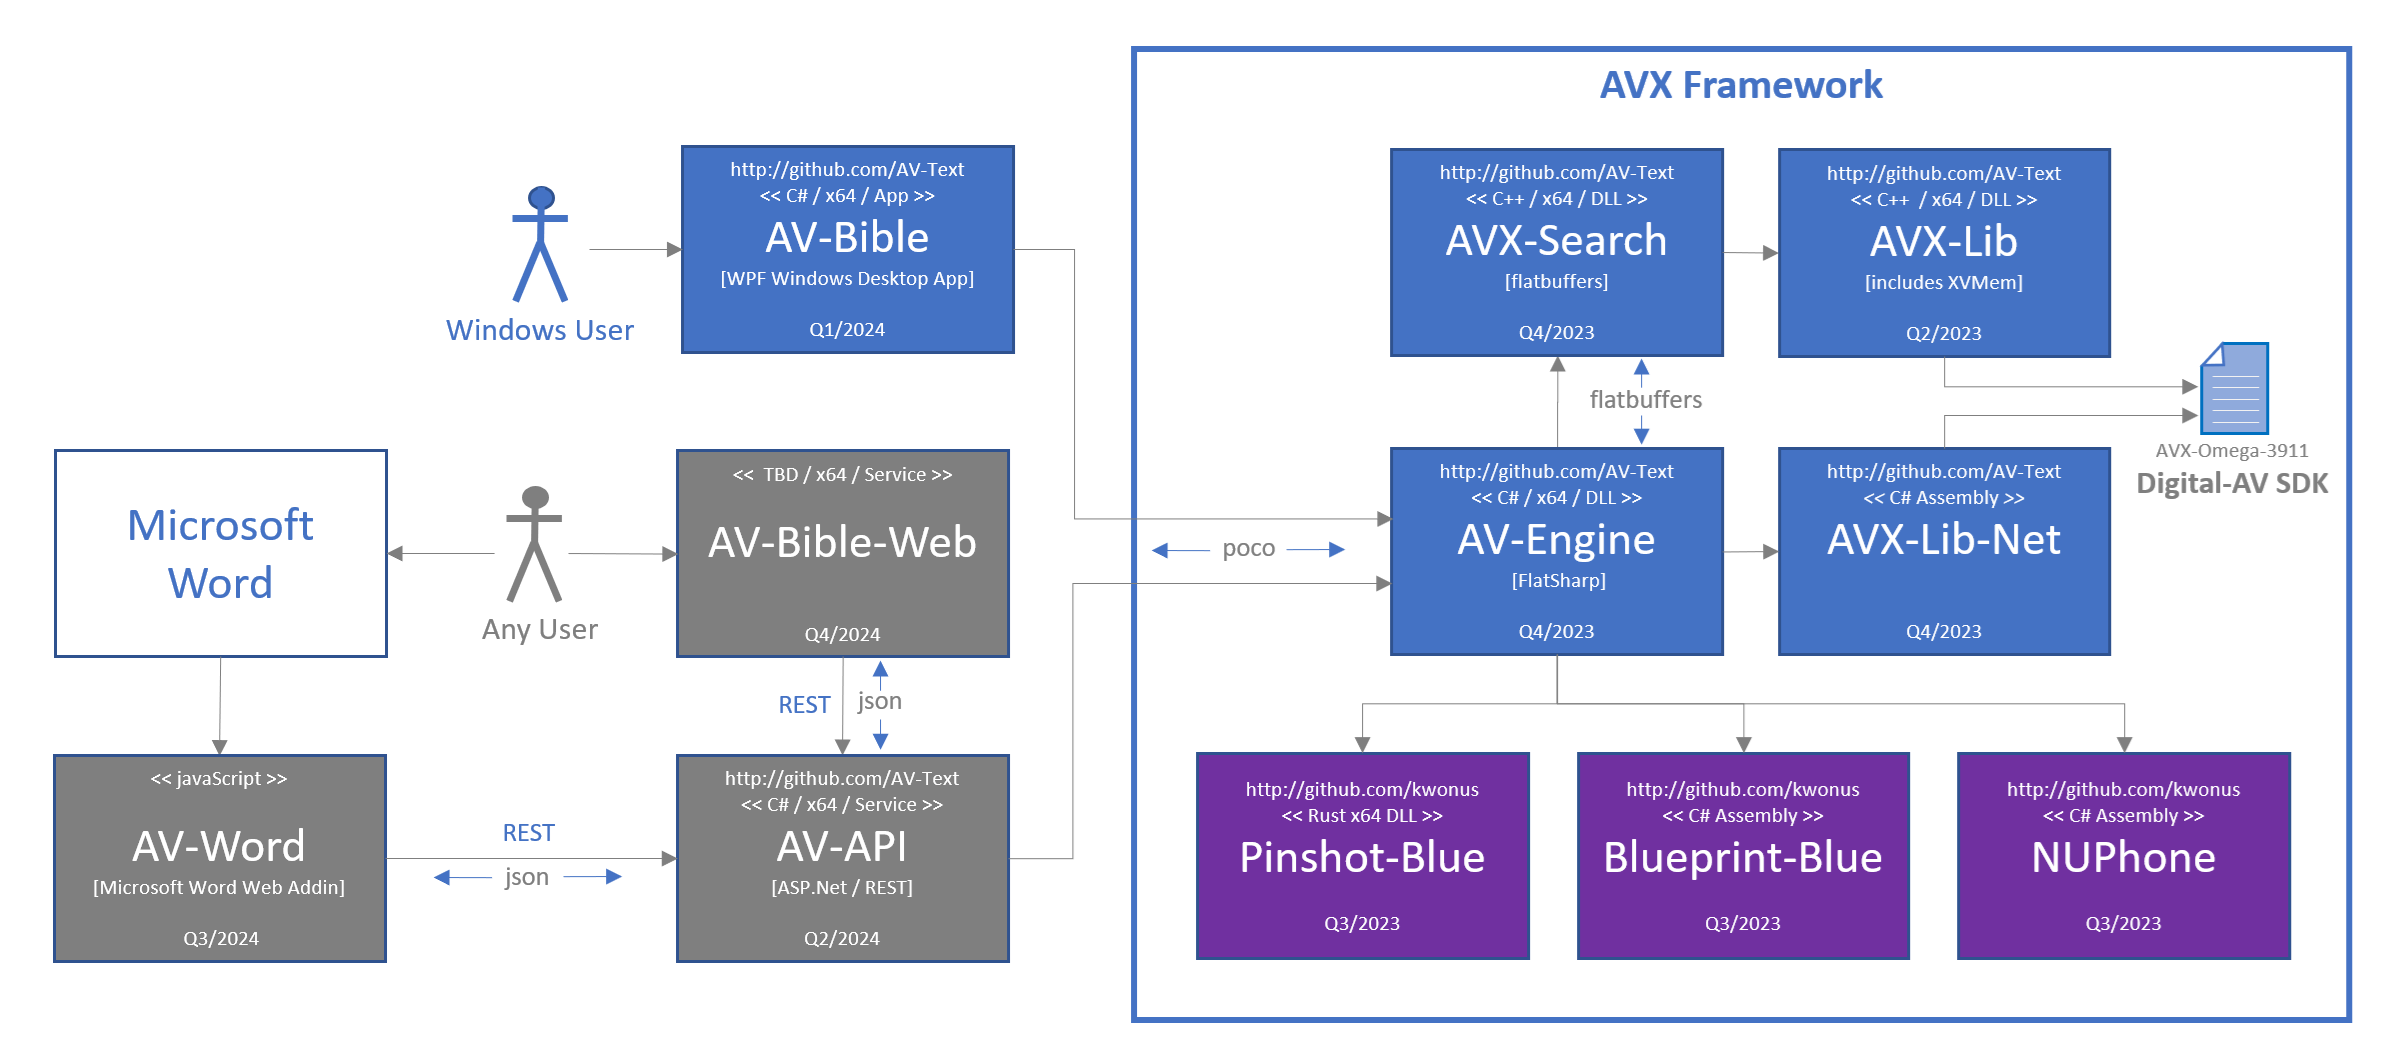 AVX Framework
http://github.com/AV-Text
<< C# / x64 / App >>
AV-Bible
[WPF Windows Desktop App]
Q1/2024
Windows User
http://github.com/AV-Text
<< C++ / x64 / DLL >>
AVX-Search
[flatbuffers]
Q4/2023
http://github.com/AV-Text
<< C++  / x64 / DLL >>
AVX-Lib
[includes XVMem]
Q2/2023
flatbuffers
AVX-Omega-3911
Digital-AV SDK
Microsoft
Word
Any User
<<  TBD / x64 / Service >>
AV-Bible-Web
Q4/2024
poco
http://github.com/AV-Text
<< C# / x64 / DLL >>
AV-Engine
[FlatSharp]
Q4/2023
http://github.com/AV-Text
<< C# Assembly >>
AVX-Lib-Net
Q4/2023
REST
json
<< javaScript >>
AV-Word
[Microsoft Word Web Addin]
Q3/2024
REST
json
http://github.com/AV-Text
<< C# / x64 / Service >>
AV-API
[ASP.Net / REST]
Q2/2024
http://github.com/kwonus
<< Rust x64 DLL >>
Pinshot-Blue
Q3/2023
http://github.com/kwonus
<< C# Assembly >>
Blueprint-Blue
Q3/2023
http://github.com/kwonus
<< C# Assembly >>
NUPhone
Q3/2023